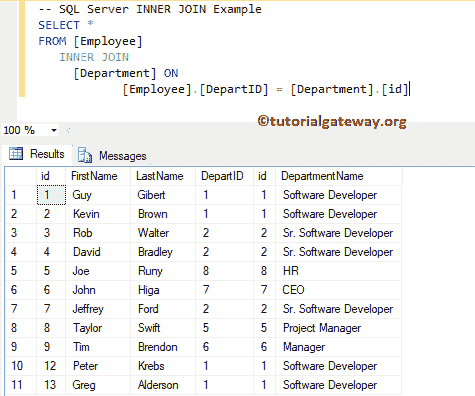 -- SQL Server INNER JOIN Example
SELECT *
FROM [Employee]
INNER JOIN
[Department] ON
[Employee].[DepartID] = [Department].[id]
©tutorialgateway.org
100 %
Results Messages
id FirstName LastName DepartID id DepartmentName
1 1 Guy Gibert 1 1 Software Developer
2 2 Kevin Brown 1 1 Software Developer
3 3 Rob Walter 2 2 Sr. Software Developer
4 4 David Bradley 2 2 Sr. Software Developer
5 5 Joe Runy 8 8 HR
6 6 John Higa 7 7 CEO
7 7 Jeffrey Ford 2 2 Sr. Software Developer
8 8 Taylor Swift 5 5 Project Manager
9 9 Tim Brendon 6 6 Manager
10 12 Peter Krebs 1 1 Software Developer
11 13 Greg Alderson 1 1 Software Developer